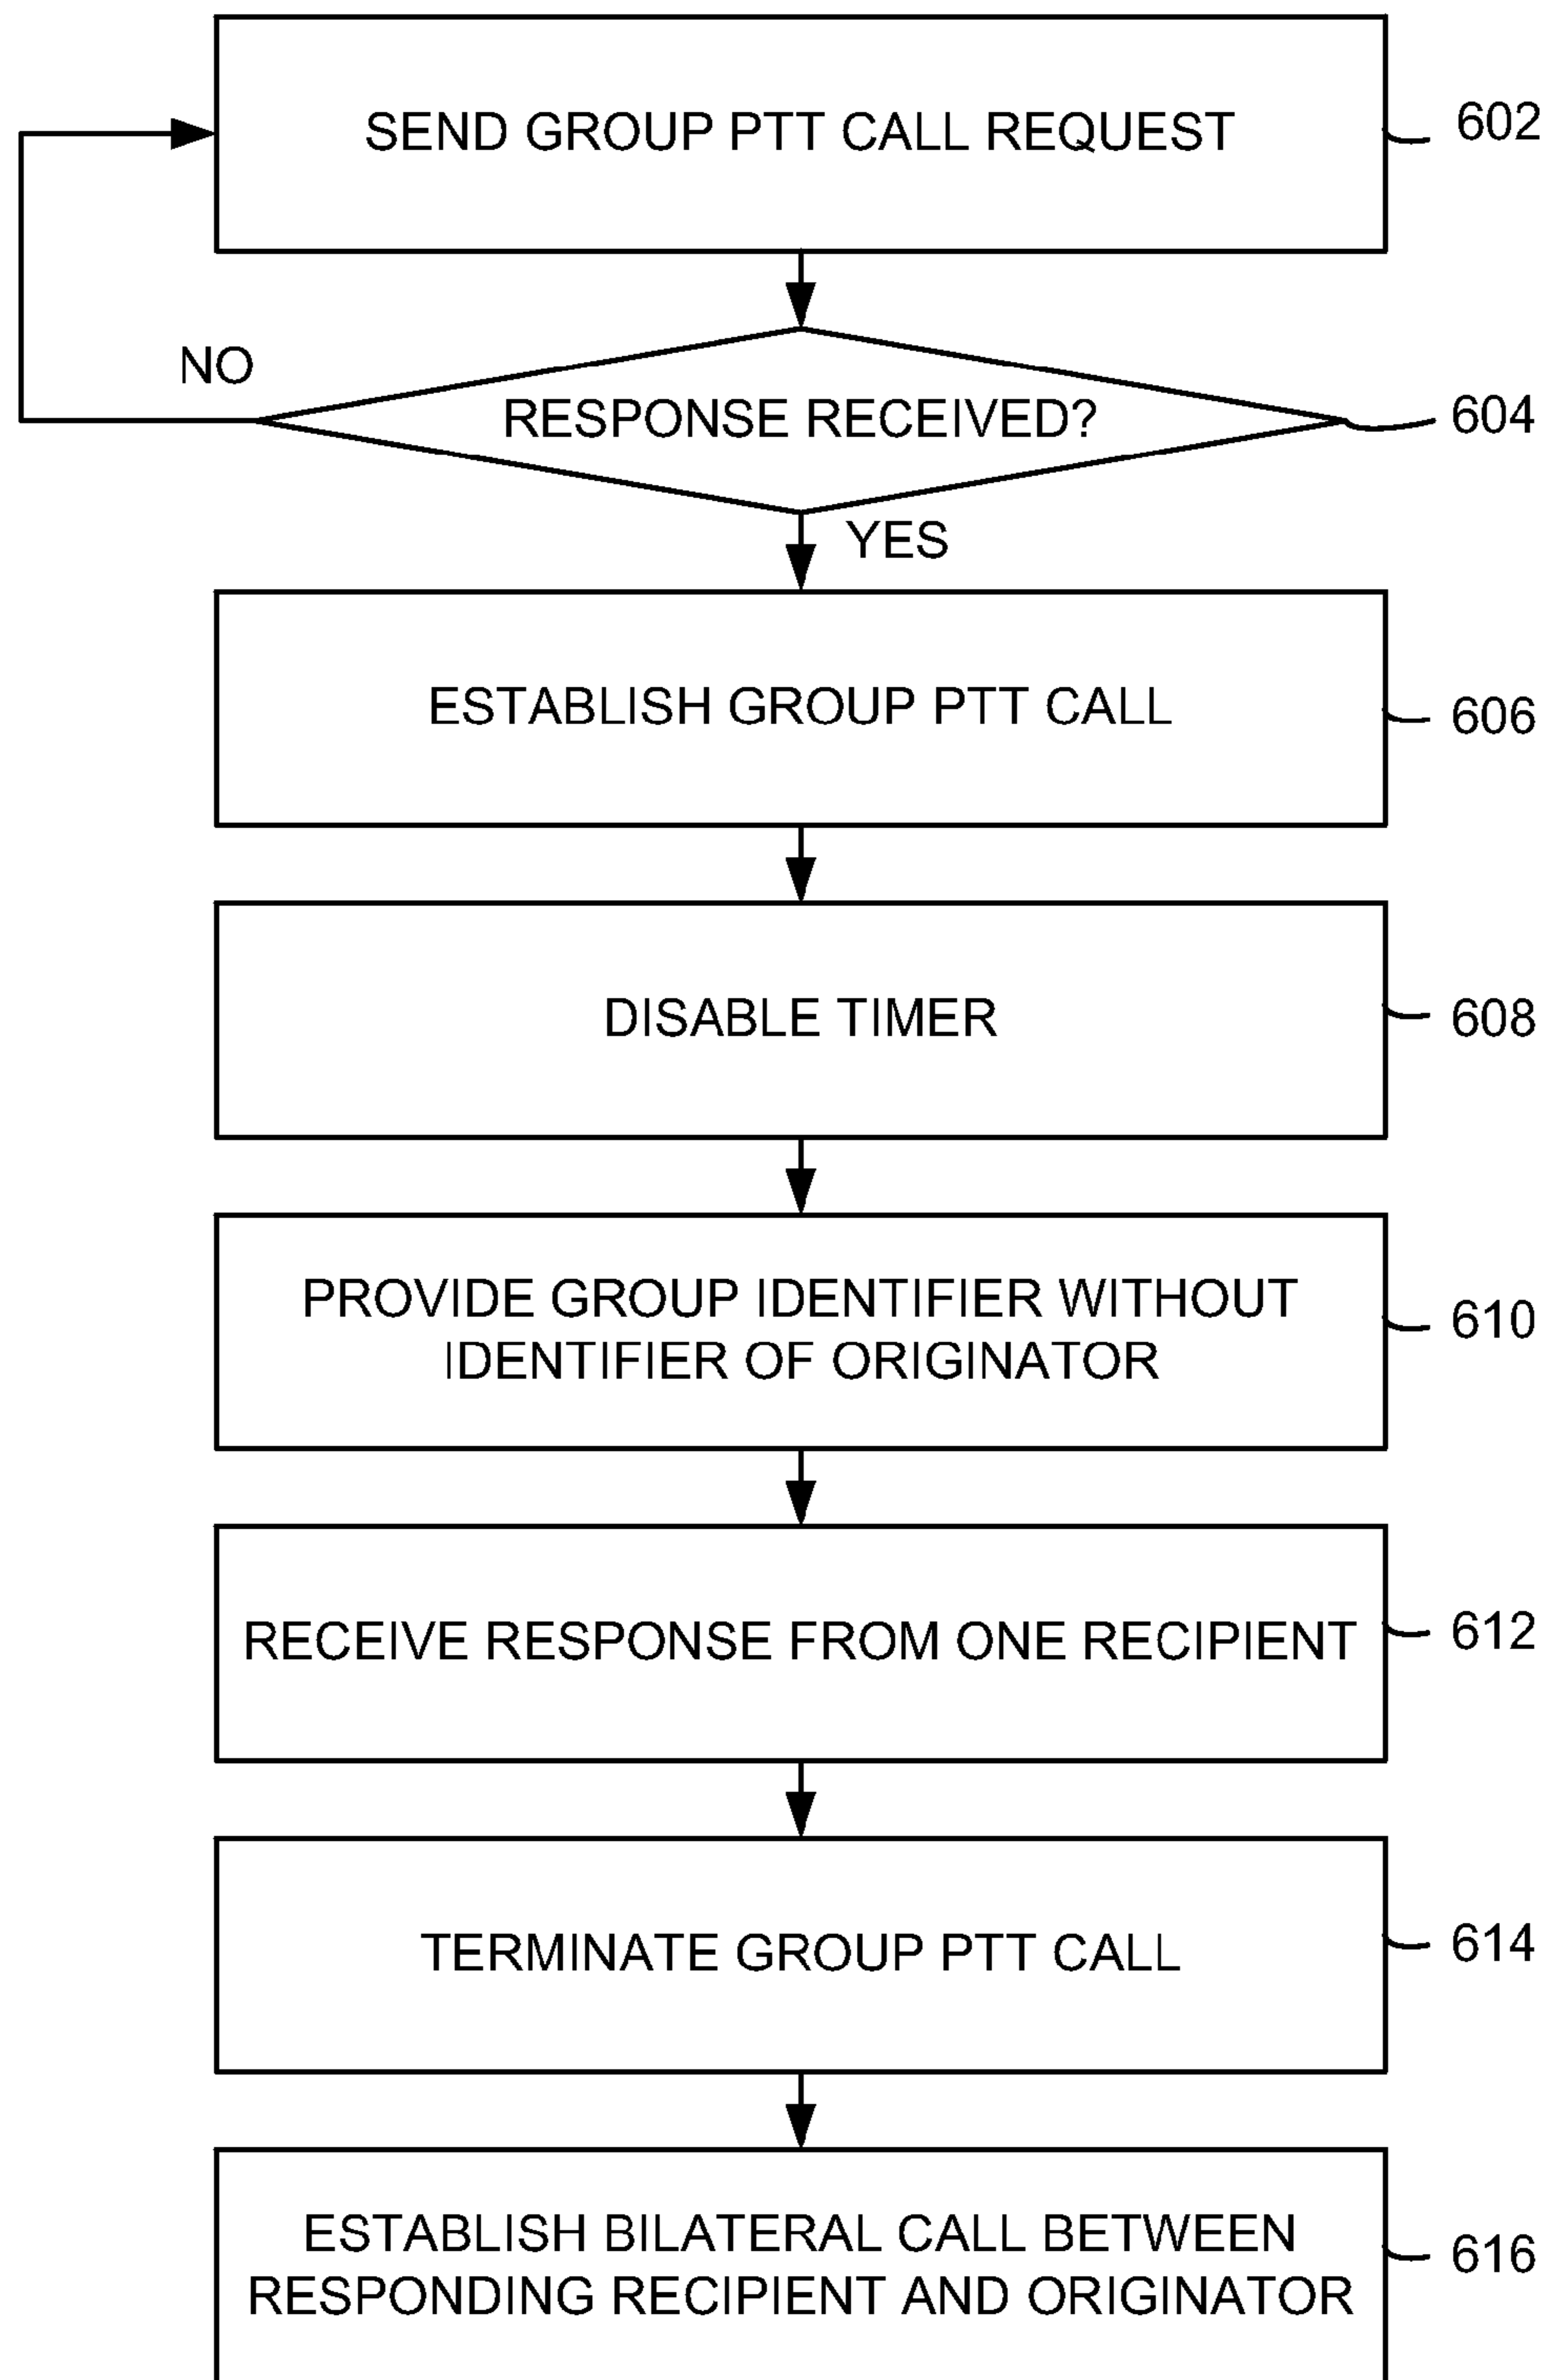 SEND GROUP PTT CALL REQUEST
602
NO
RESPONSE RECEIVED?
604
YES
ESTABLISH GROUP PTT CALL
606
DISABLE TIMER
608
PROVIDE GROUP IDENTIFIER WITHOUT
IDENTIFIER OF ORIGINATOR
610
RECEIVE RESPONSE FROM ONE RECIPIENT
612
TERMINATE GROUP PTT CALL
614
ESTABLISH BILATERAL CALL BETWEEN
RESPONDING RECIPIENT AND ORIGINATOR
616